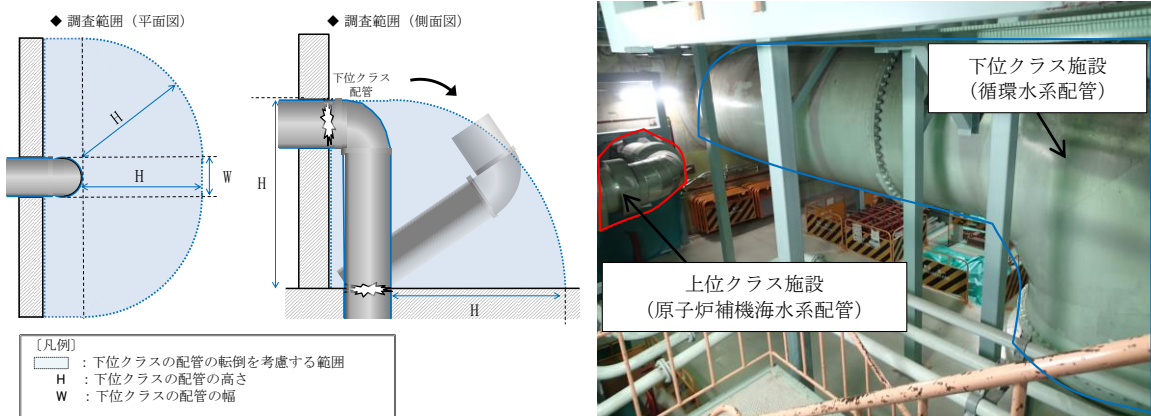 ◆ 調査範囲（平面図）
H
H
W
◆ 調査範囲（側面図）
下位クラス
配管
H
H
［凡例］
：下位クラスの配管の転倒を考慮する範囲
H ：下位クラスの配管の高さ
W ：下位クラスの配管の幅
下位クラス施設
（循環水系配管）
上位クラス施設
（原子炉補機海水系配管）